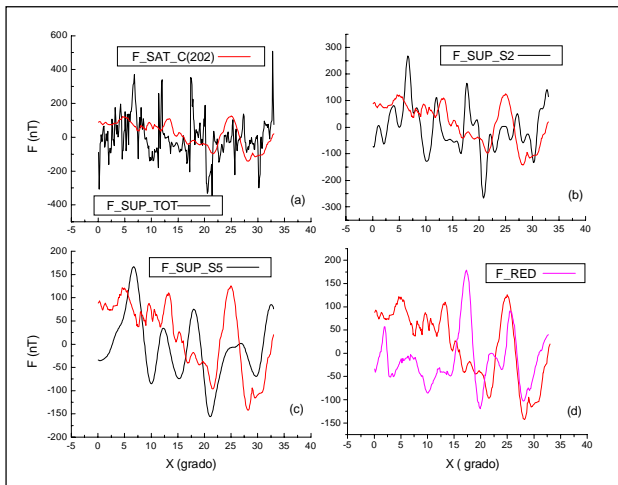 F_SAT_C(202)
F_SUP_TOT
(a)
F (nT)
600
400
200
0
-200
-400
-5 0 5 10 15 20 25 30 35 40
F_SUP_S2
(b)
300
200
100
0
-100
-200
-300
-5 0 5 10 15 20 25 30 35 40
F_SUP_S5
(c)
F (nT)
200
150
100
50
0
-50
-100
-150
-200
-5 0 5 10 15 20 25 30 35 40
X (grado)
F_RED
(d)
200
150
100
50
0
-50
-100
-150
-5 0 5 10 15 20 25 30 35 40
X ( grado)